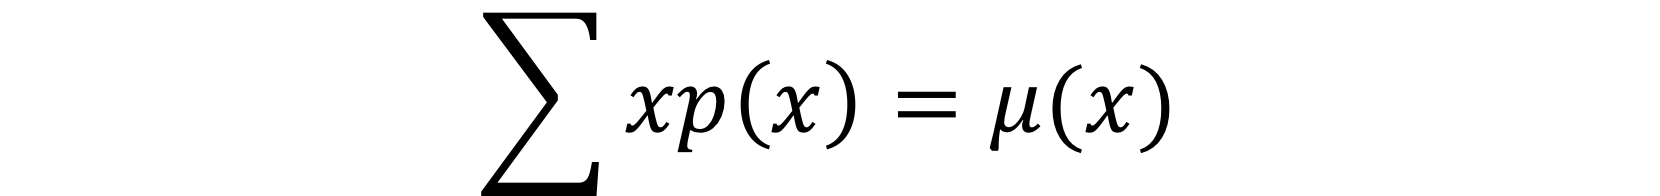 ∑ xp(x) = μ(x)